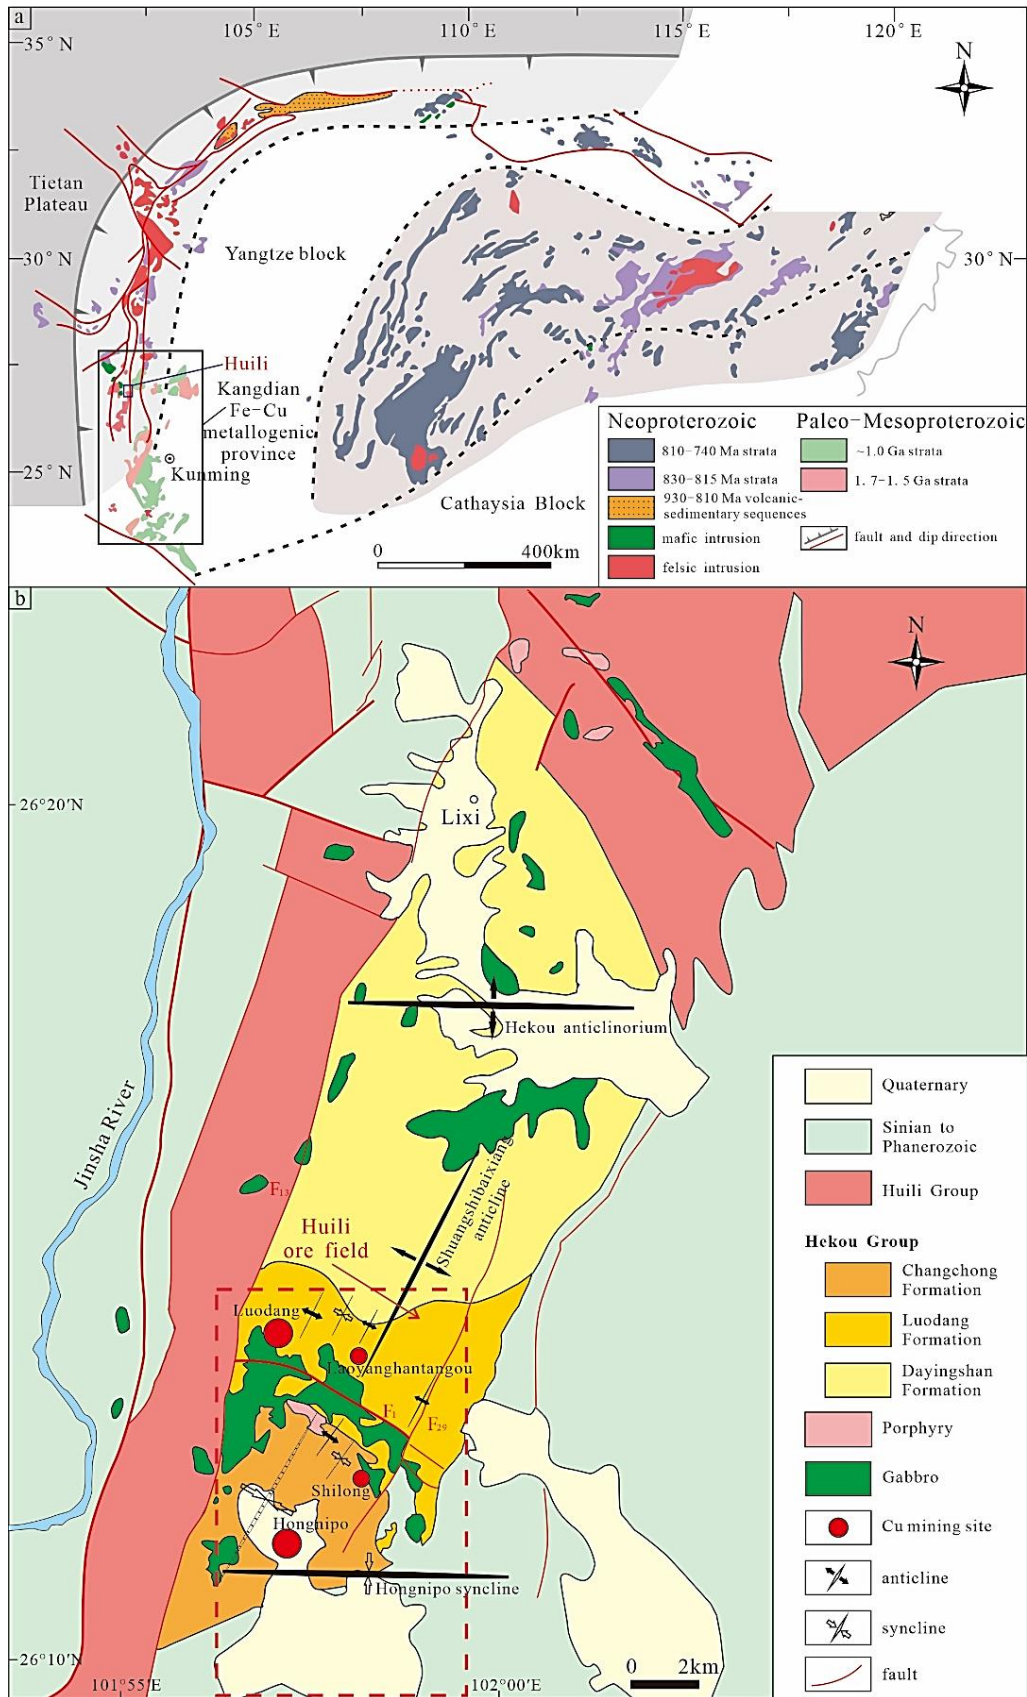 a
105° E
110° E
115° E
120° E
35° N
N
Tietan
Plateau
Yangtze block
30° N
30° N
Huili
Kangdian
Fe-Cu
metallogenic
province
Kunming
25° N
Cathaysia Block
0
400km
Neoproterozoic
Paleo-Mesoproterozoic
810-740 Ma strata
~1.0 Ga strata
830-815 Ma strata
1. 7-1. 5 Ga strata
930-810 Ma volcanic-
sedimentary sequences
mafic intrusion
fault and dip direction
felsic intrusion
b
N
26°20′N
Lixi
Hekou anticlinorium
Jinsha River
F13
Shuangshibaixiang
anticline
Huili
ore field
Luodang
Laoyanghantangou
F1
F29
Shilong
Hongnipo
Hongnipo syncline
26°10′N
101°55′E
102°00′E
0
2km
Quaternary
Sinian to
Phanerozoic
Huili Group
Hekou Group
Changchong
Formation
Luodang
Formation
Dayingshan
Formation
Porphyry
Gabbro
Cu mining site
anticline
syncline
fault